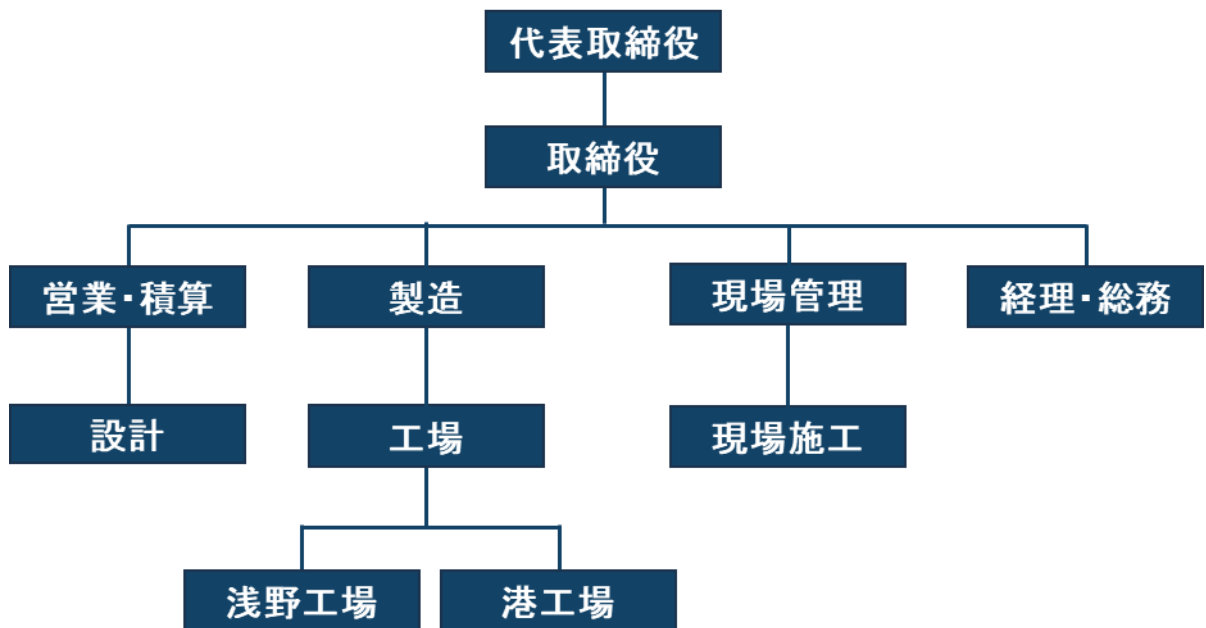 代表取締役
取締役
営業・積算
製造
現場管理
経理・総務
設計
工場
現場施工
浅野工場
港工場